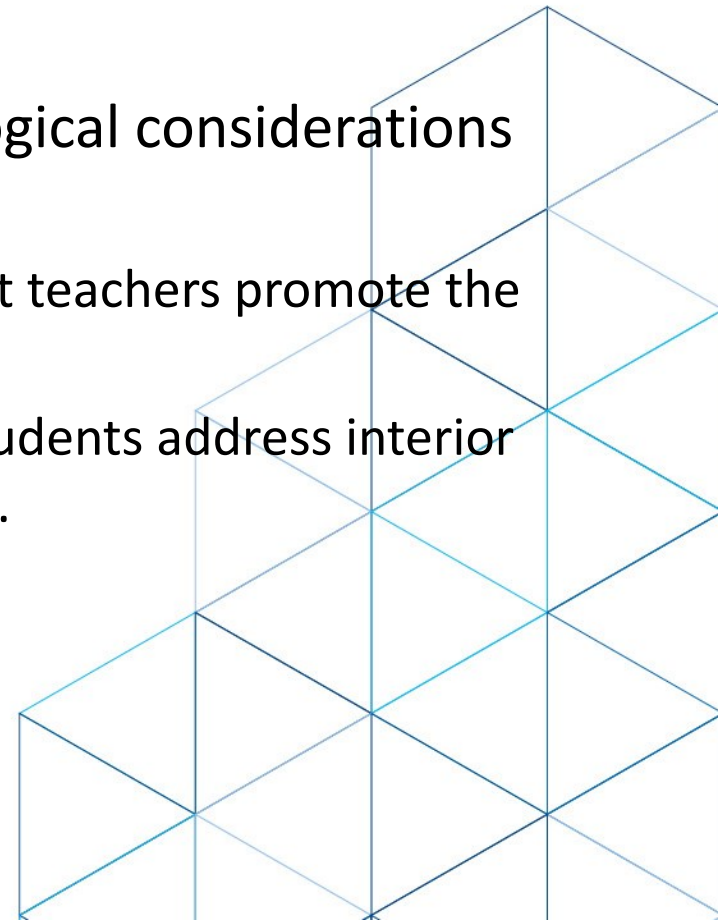 gical considerations
t teachers promote the
udents address interior
.